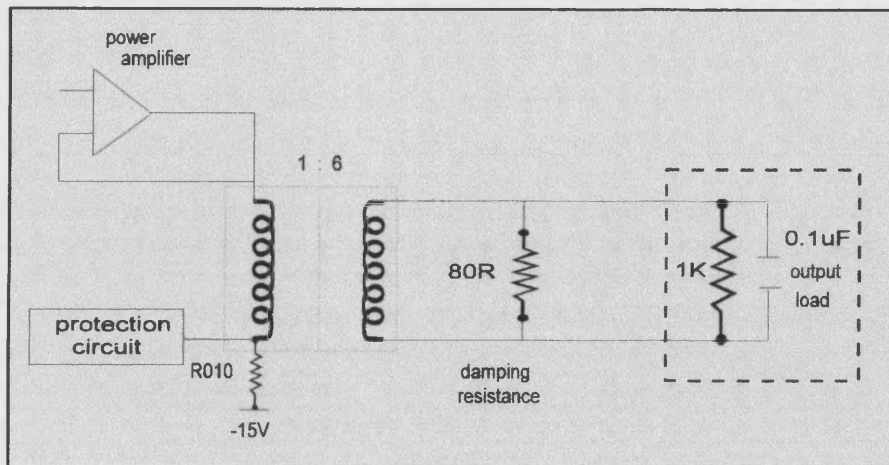 power
amplifier
1 : 6
80R
1K
0.1uF
output
load
protection
circuit
R010
damping
resistance
-15V